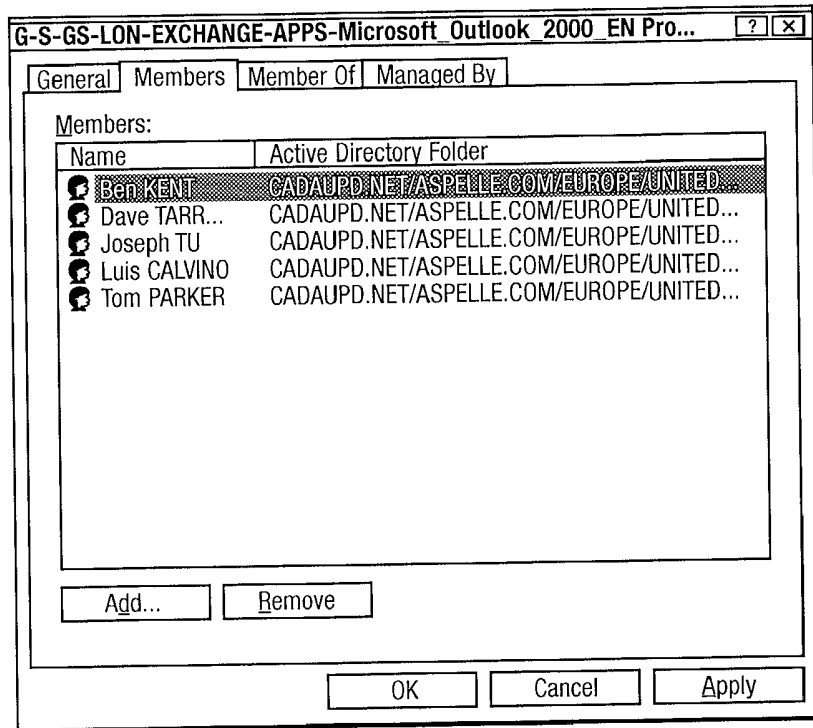 G-S-GS-LON-EXCHANGE-APPS-Microsoft_Outlook_2000_EN Pro... ? X
General Members Member Of Managed By
Members:
Name Active Directory Folder
Ben KENT CADAUPD.NET/ASPELLE.COM/EUROPE/UNITED...
Dave TARR... CADAUPD.NET/ASPELLE.COM/EUROPE/UNITED...
Joseph TU CADAUPD.NET/ASPELLE.COM/EUROPE/UNITED...
Luis CALVINO CADAUPD.NET/ASPELLE.COM/EUROPE/UNITED...
Tom PARKER CADAUPD.NET/ASPELLE.COM/EUROPE/UNITED...
Add... Remove
OK Cancel Apply